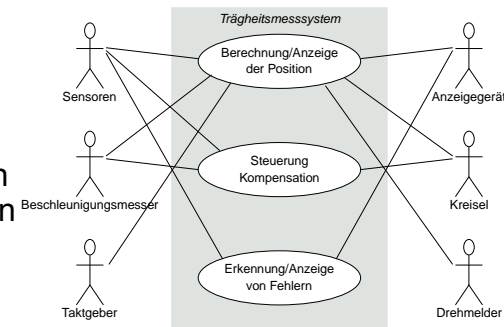 Trägheitsmesssystem
Berechnung/Anzeige
der Position
Sensoren
Anzeigegerät
Steuerung
Kompensation
Beschleunigungsmesser
Kreisel
Erkennung/Anzeige
von Fehlern
Taktgeber
Drehmelder